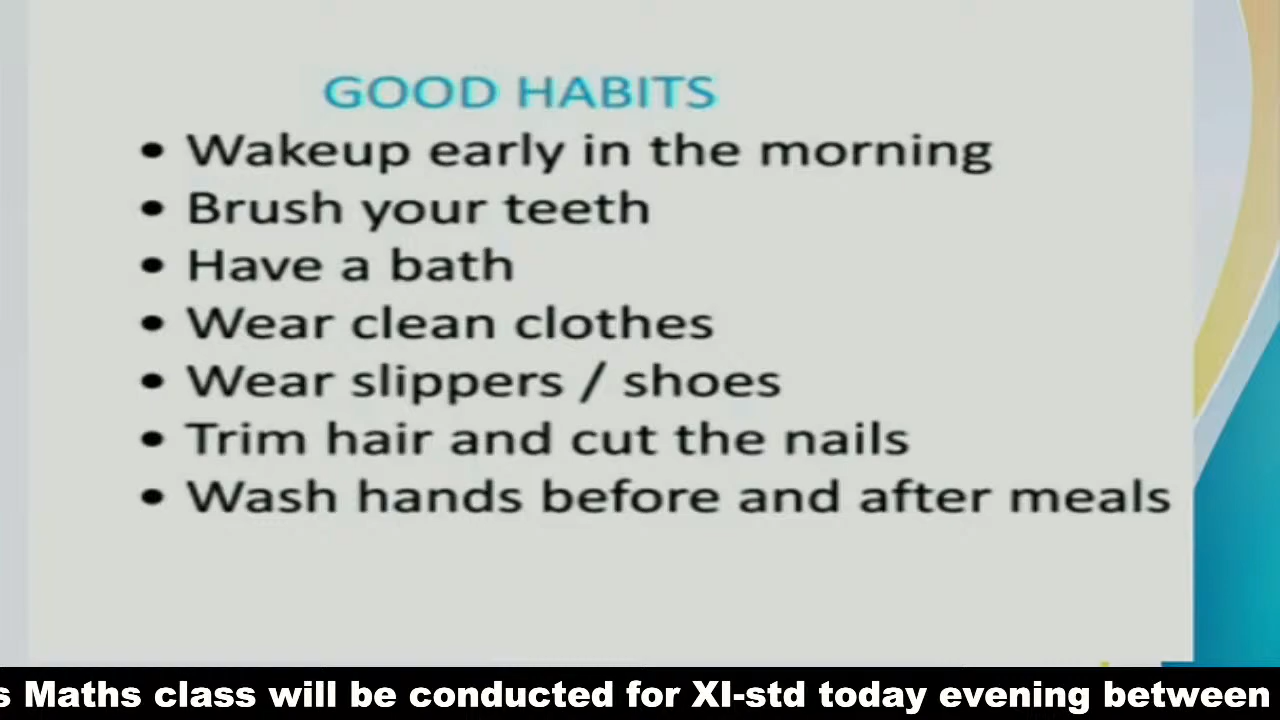 GOOD HABITS
• Wakeup early in the morning
• Brush your teeth
• Have a bath
• Wear clean clothes
• Wear slippers / shoes
• Trim hair and cut the nails
• Wash hands before and after meals
s Maths class will be conducted for XI-std today evening between